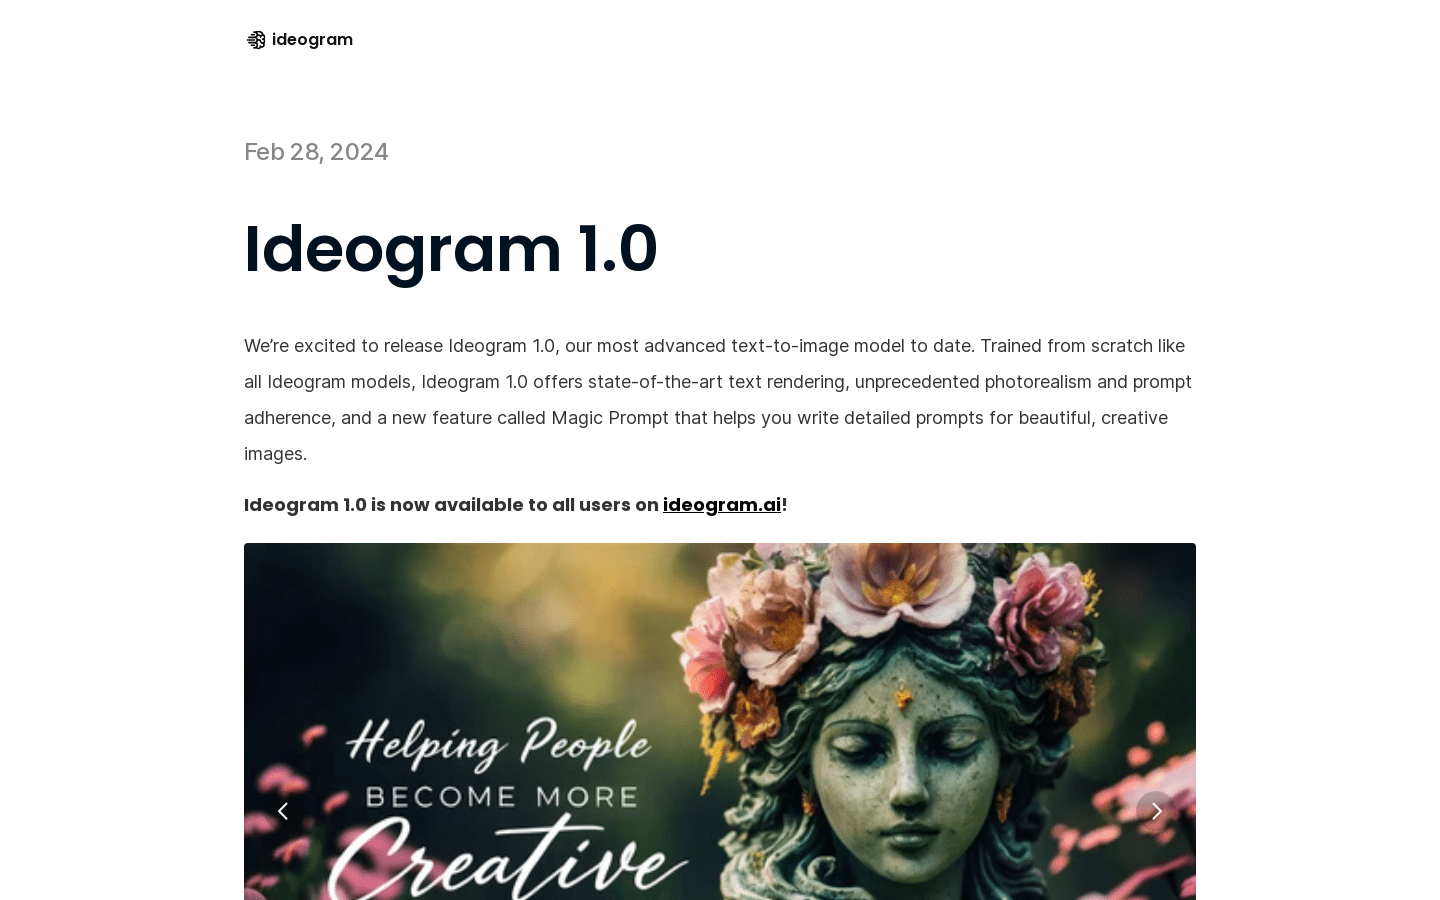 ideogram
Feb 28, 2024
Ideogram 1.0
We’re excited to release Ideogram 1.0, our most advanced text-to-image model to date. Trained from scratch like
all Ideogram models, Ideogram 1.0 offers state-of-the-art text rendering, unprecedented photorealism and prompt
adherence, and a new feature called Magic Prompt that helps you write detailed prompts for beautiful, creative
images.
Ideogram 1.0 is now available to all users on ideogram.ai!
Helping People
BECOME MORE
Creative